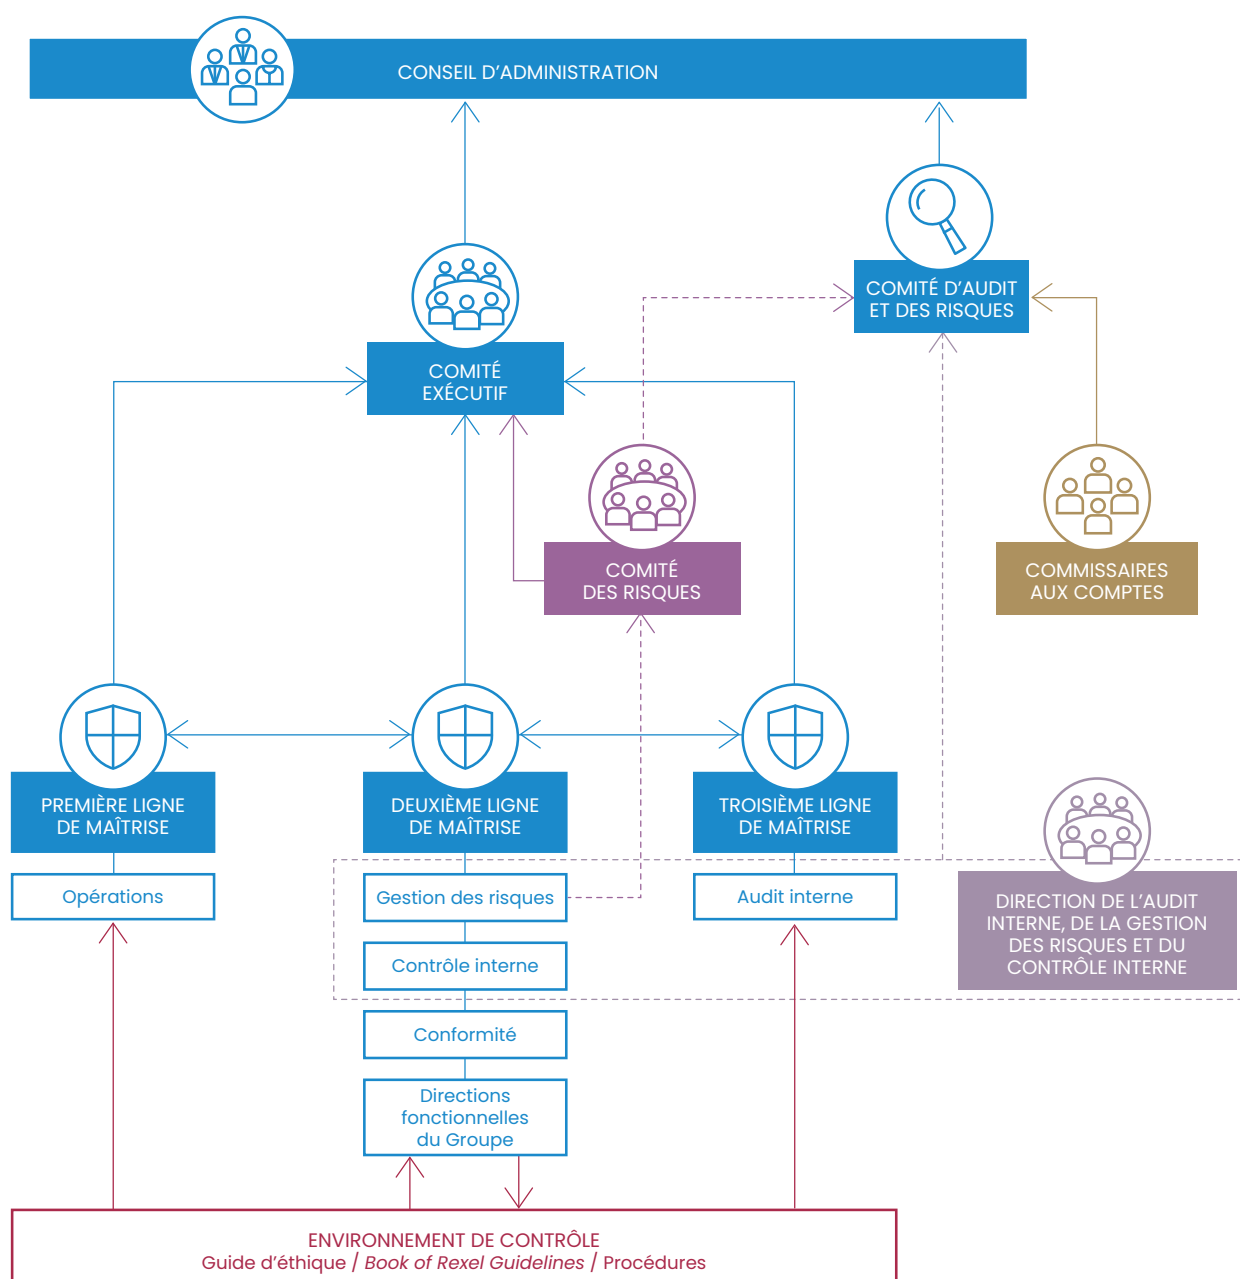 CONSEIL D’ADMINISTRATION
COMITÉ D’AUDIT
ET DES RISQUES
COMITÉ
EXÉCUTIF
COMITÉ
DES RISQUES
COMMISSAIRES
AUX COMPTES
PREMIÈRE LIGNE
DE MAÎTRISE
DEUXIÈME LIGNE
DE MAÎTRISE
TROISIÈME LIGNE
DE MAÎTRISE
Opérations
Gestion des risques
Audit interne
DIRECTION DE L’AUDIT
INTERNE, DE LA GESTION
DES RISQUES ET DU
CONTRÔLE INTERNE
Contrôle interne
Conformité
Directions
fonctionnelles
du Groupe
ENVIRONNEMENT DE CONTRÔLE
Guide d’éthique / Book of Rexel Guidelines / Procédures